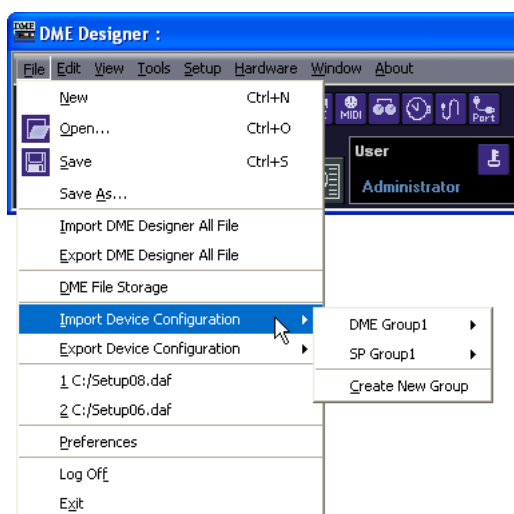 DME DME Designer :
File Edit View Tools Setup Hardware Window About
New Ctrl+N
Open... Ctrl+O
MIDI Port
Save Ctrl+S
User
Save As...
Administrator
Import DME Designer All File
Export DME Designer All File
DME File Storage
Import Device Configuration
DME Group1
Export Device Configuration
SP Group1
1 C:/Setup08.daf
Create New Group
2 C:/Setup06.daf
Preferences
Log Off
Exit